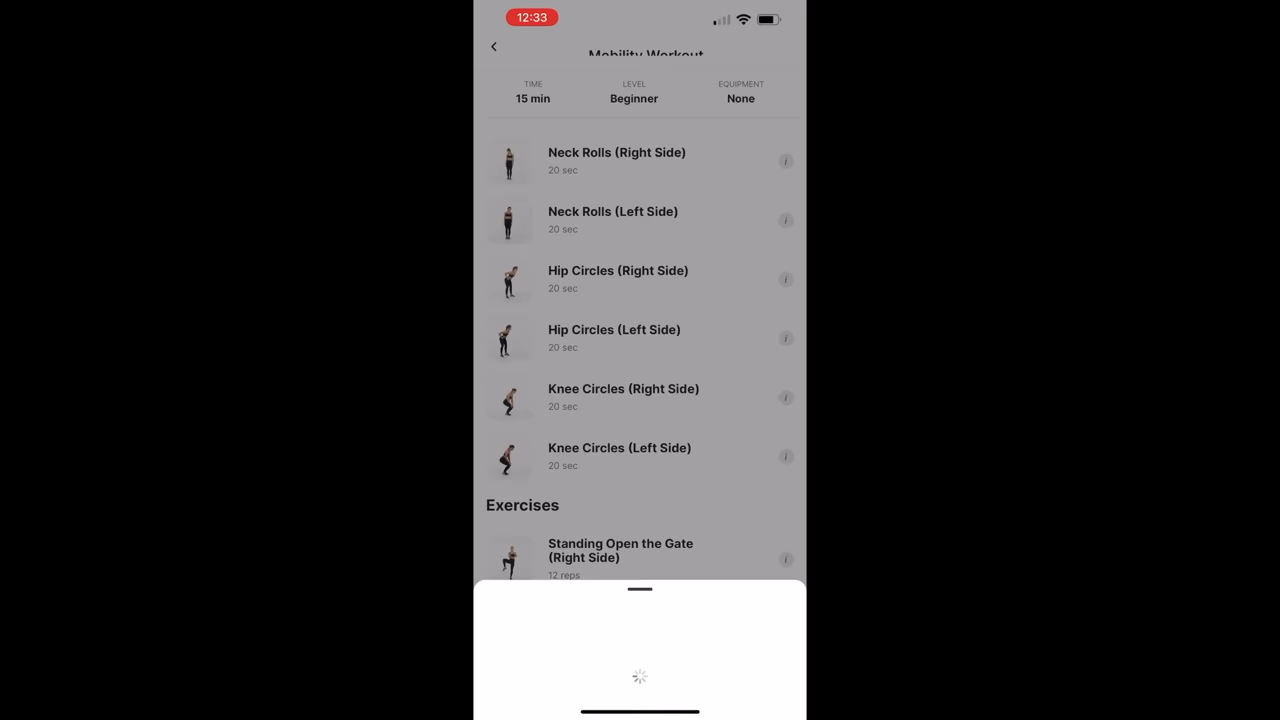 12:33
Mobility Workout
TIME
15 min
LEVEL
Beginner
EQUIPMENT
None
Neck Rolls (Right Side)
20 sec
i
Neck Rolls (Left Side)
20 sec
i
Hip Circles (Right Side)
20 sec
i
Hip Circles (Left Side)
20 sec
i
Knee Circles (Right Side)
20 sec
i
Knee Circles (Left Side)
20 sec
i
Exercises
Standing Open the Gate
(Right Side)
12 reps
i